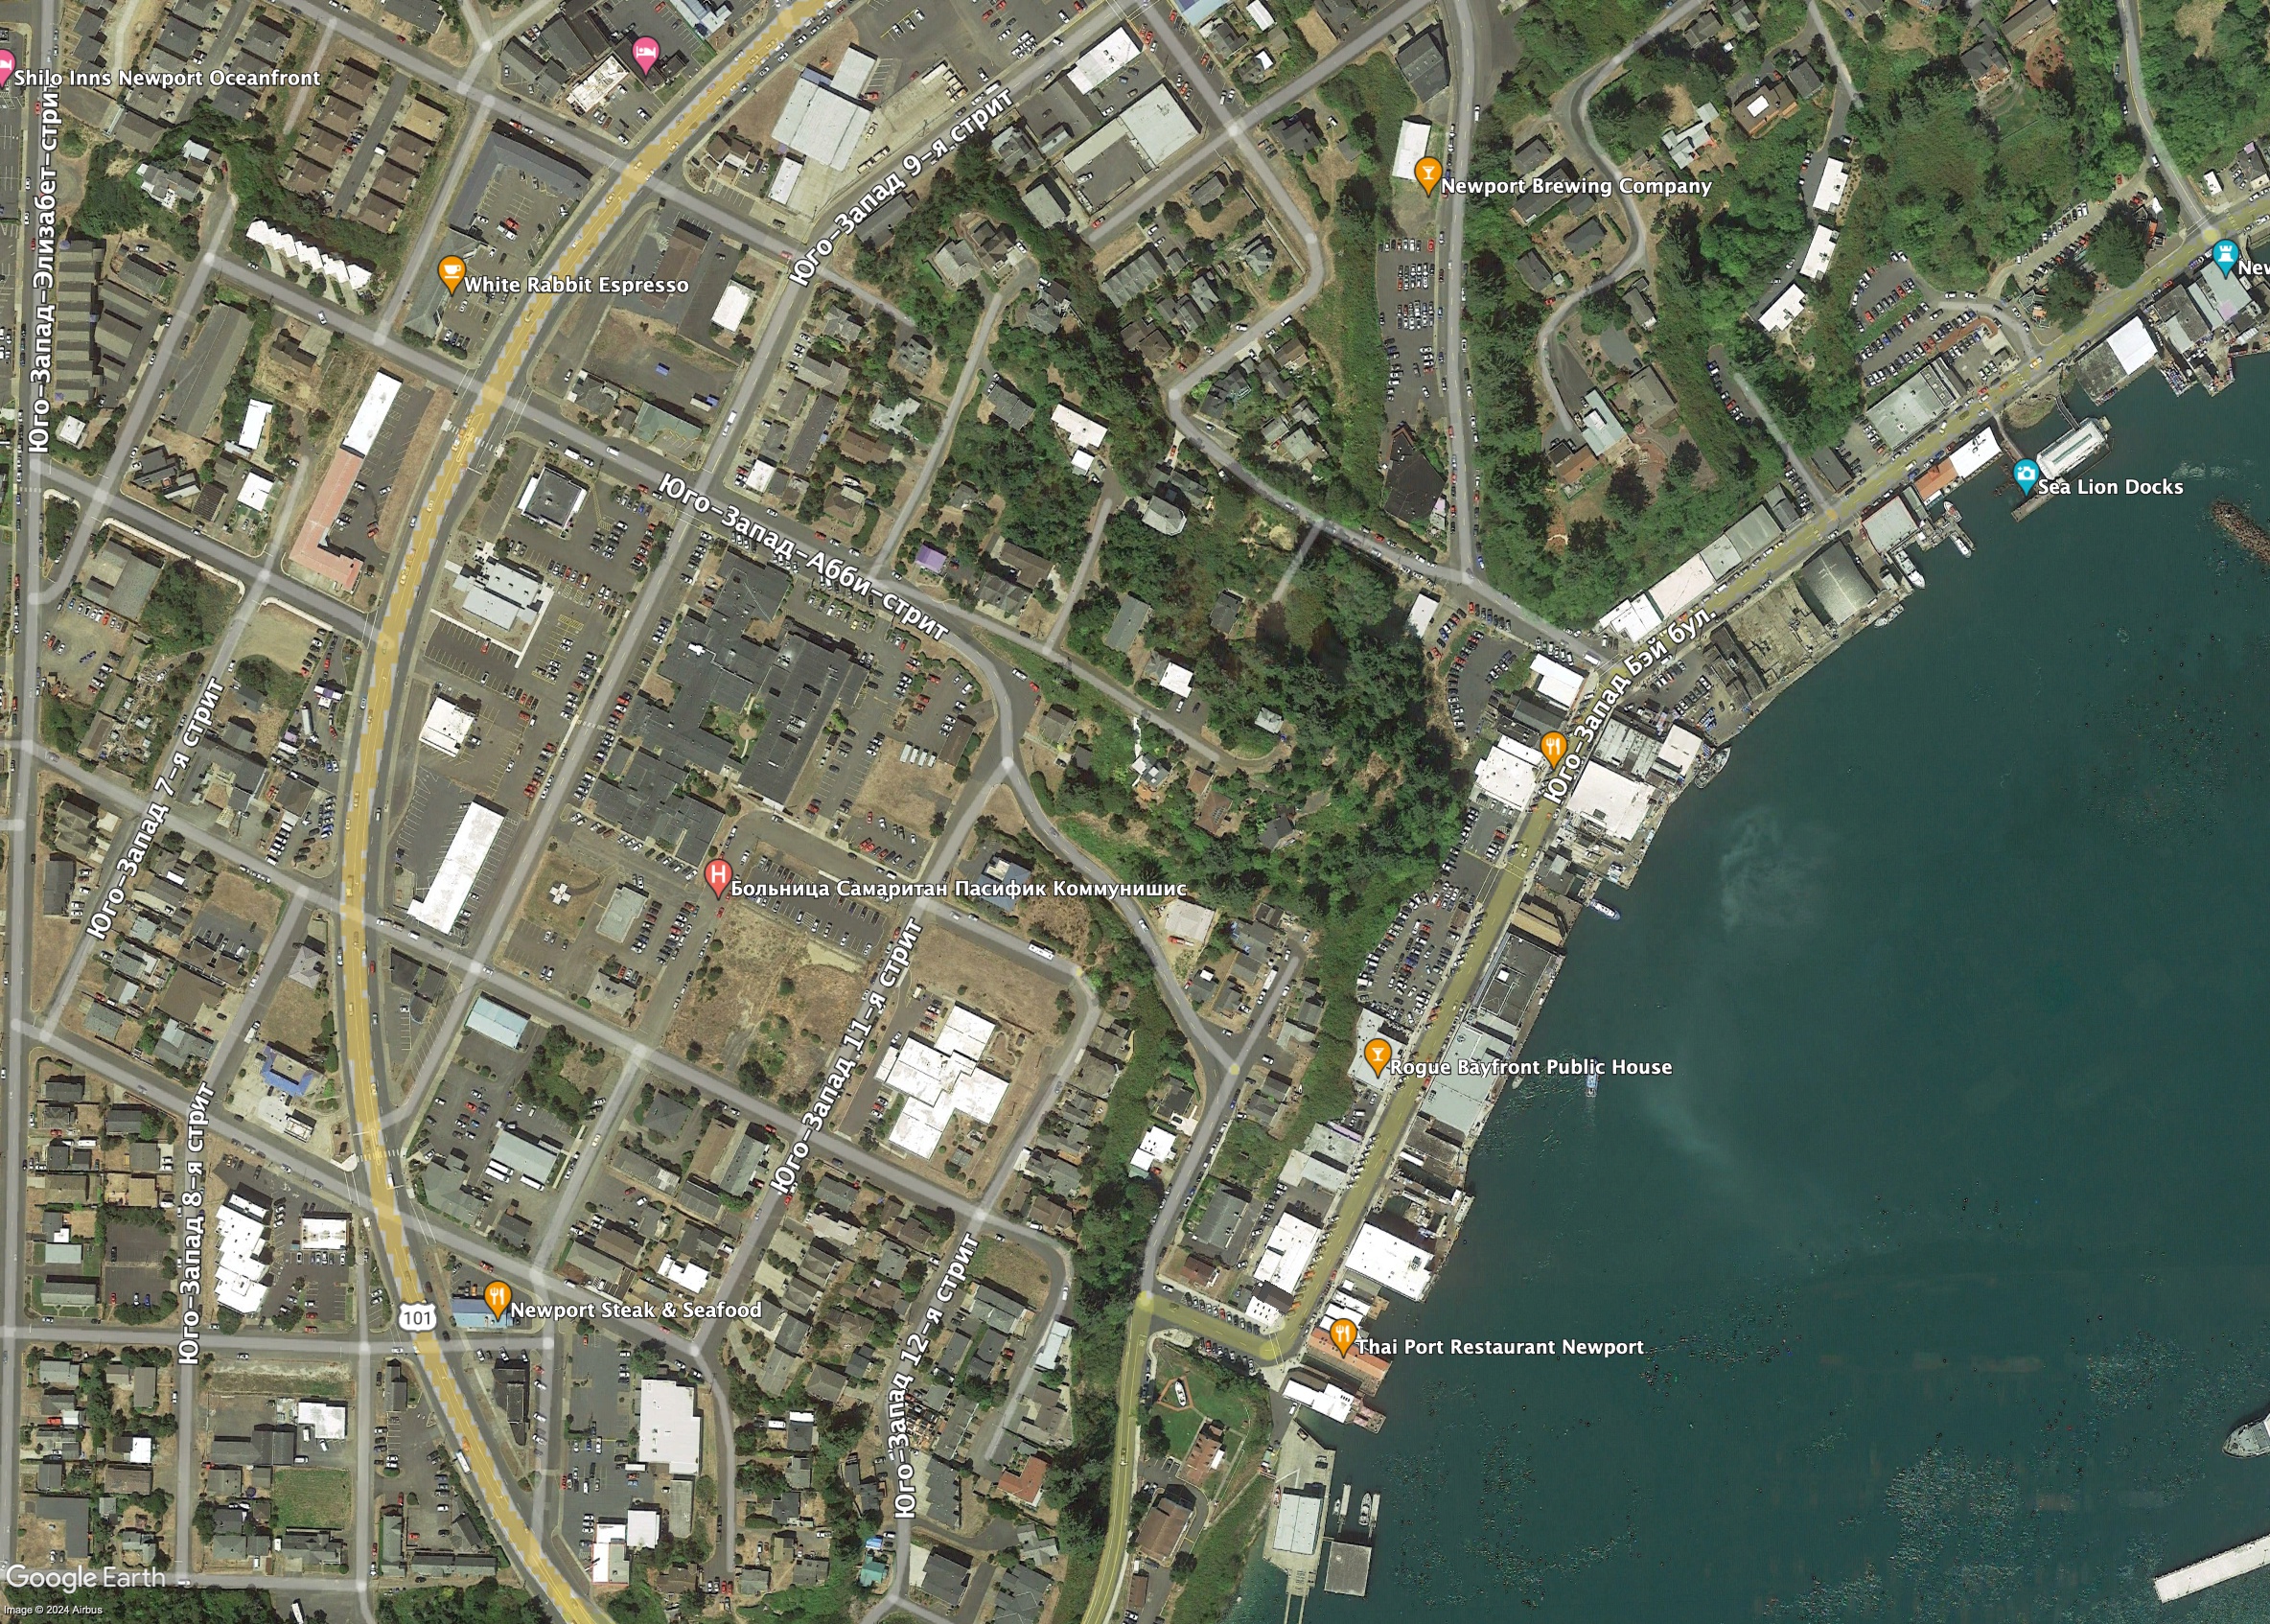 Shilo Inns Newport Oceanfront
Юго-Запад-Элизабет-стрит
Юго-Запад 9-я стрит
Newport Brewing Company
White Rabbit Espresso
New
Sea Lion Docks
Юго-Запад-Абби-стрит
Юго-Запад Бэй бул.
Юго-Запад 7-я стрит
Больница Самаритан Пасифик Коммунишис
Юго-Запад 11-я стрит
Rogue Bayfront Public House
Юго-Запад 8-я стрит
Newport Steak & Seafood
101
Юго-Запад 12-я стрит
Thai Port Restaurant Newport
Google Earth
Image © 2024 Airbus